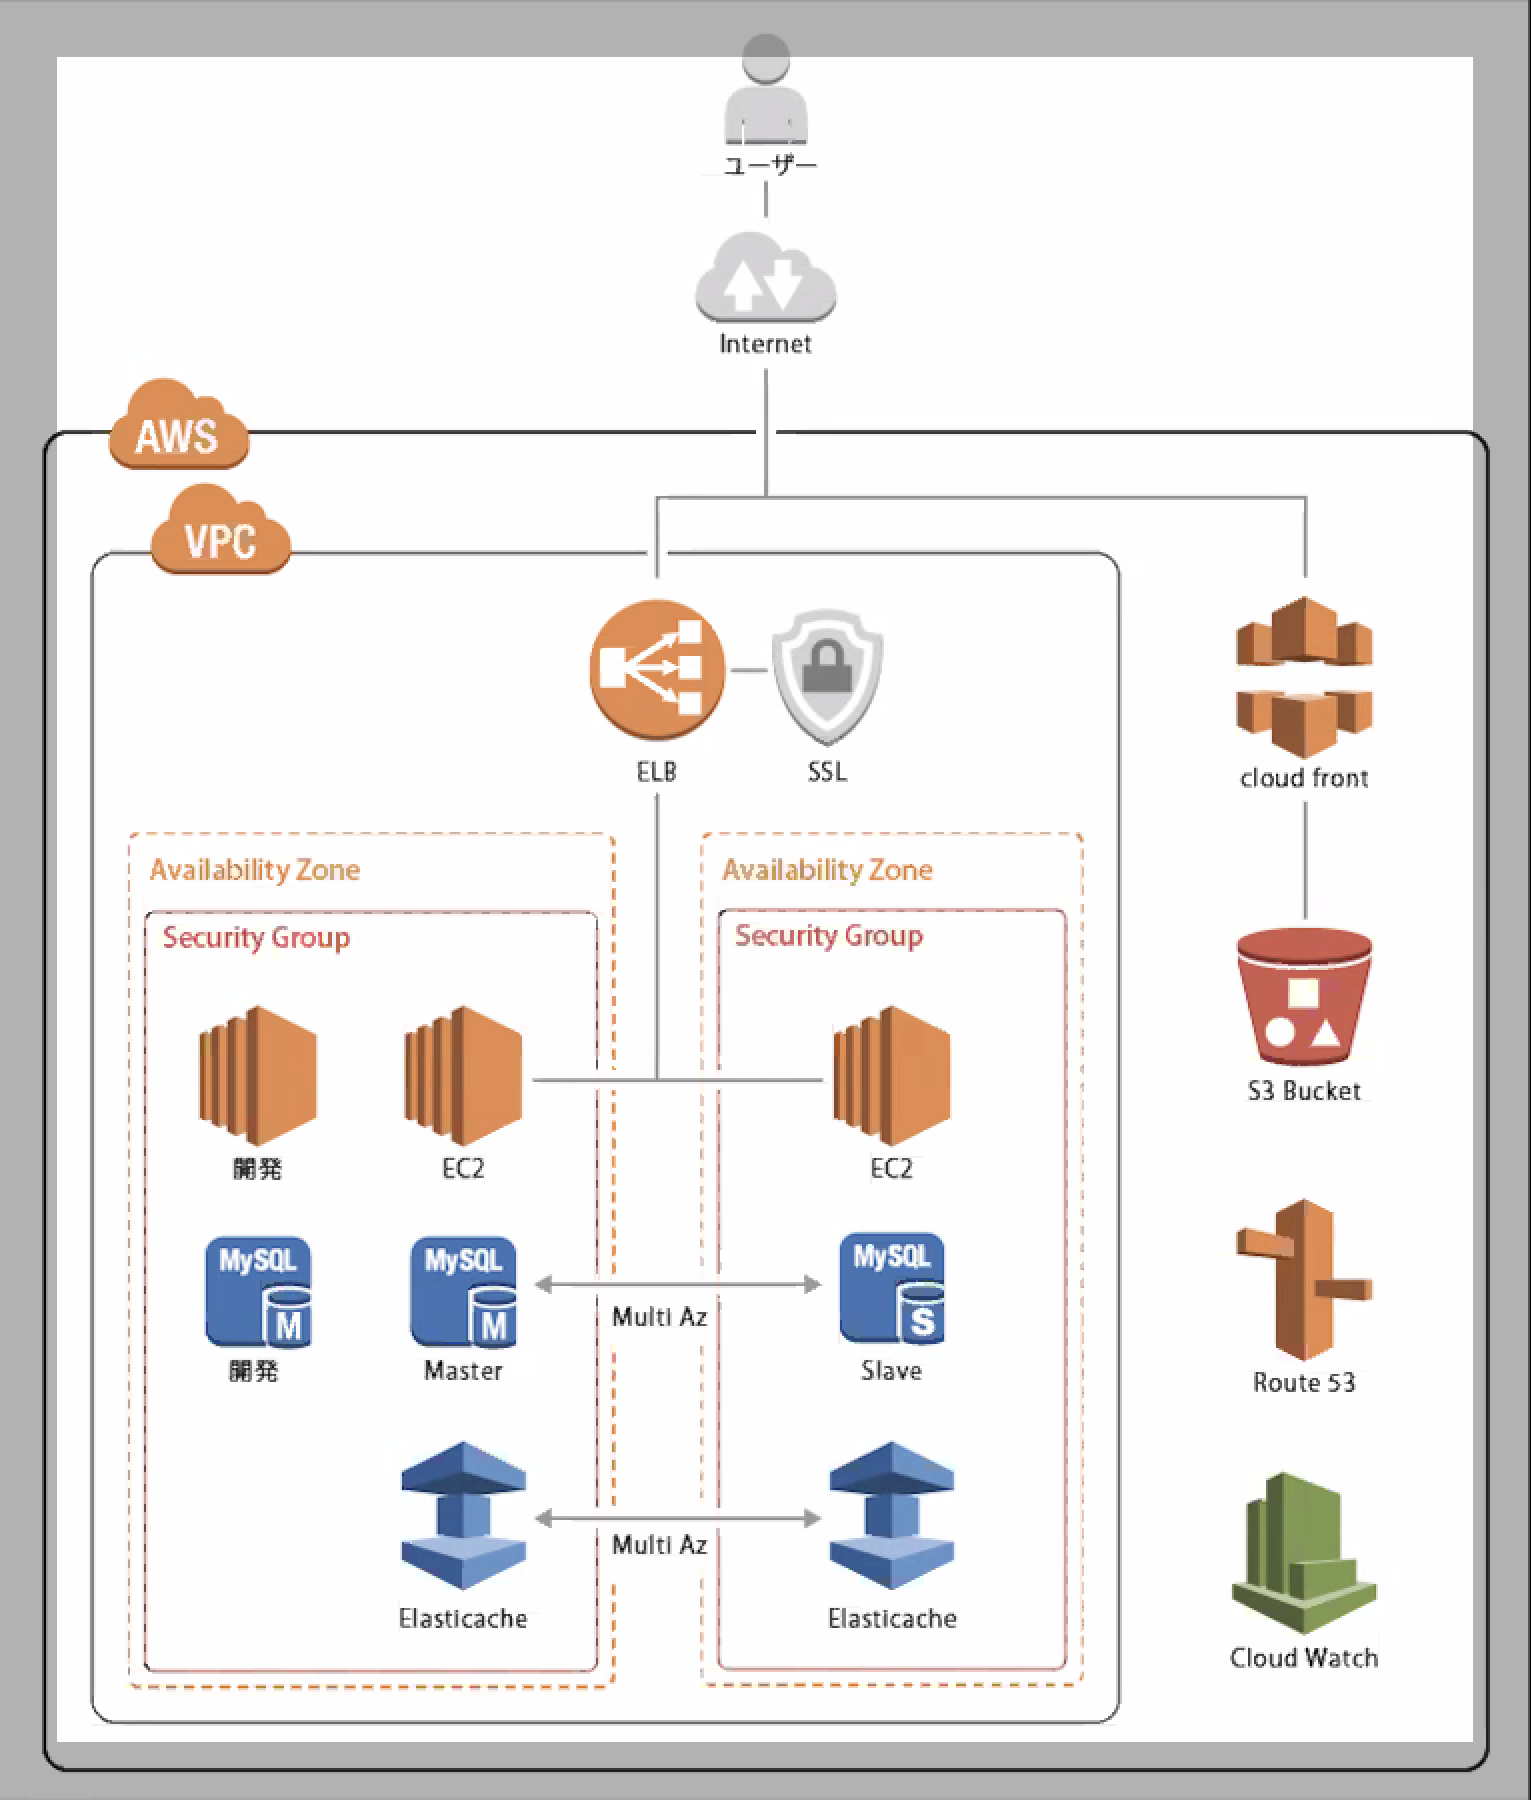 ユーザー
Internet
AWS
VPC
ELB
SSL
cloud front
Availability Zone
Availability Zone
Security Group
Security Group
開発
EC2
EC2
S3 Bucket
MySQL
M
MySQL
M
MySQL
S
開発
Master
Multi Az
Slave
Route 53
Multi Az
Elasticache
Elasticache
Cloud Watch